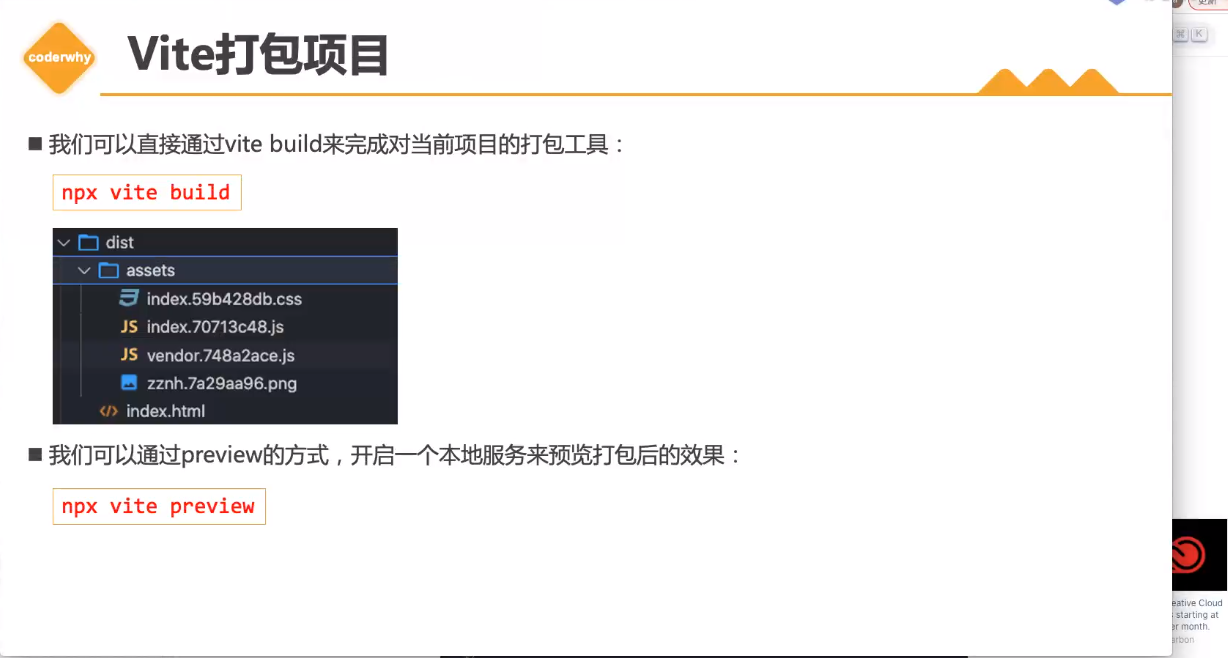 coderwhy
Vite打包项目
⌘ K
我们可以直接通过vite build来完成对当前项目的打包工具：
npx vite build
dist
assets
index.59b428db.css
JS index.70713c48.js
JS vendor.748a2ace.js
zznh.7a29aa96.png
</> index.html
我们可以通过preview的方式，开启一个本地服务来预览打包后的效果：
npx vite preview
eative Cloud
starting at
er month.
arbon